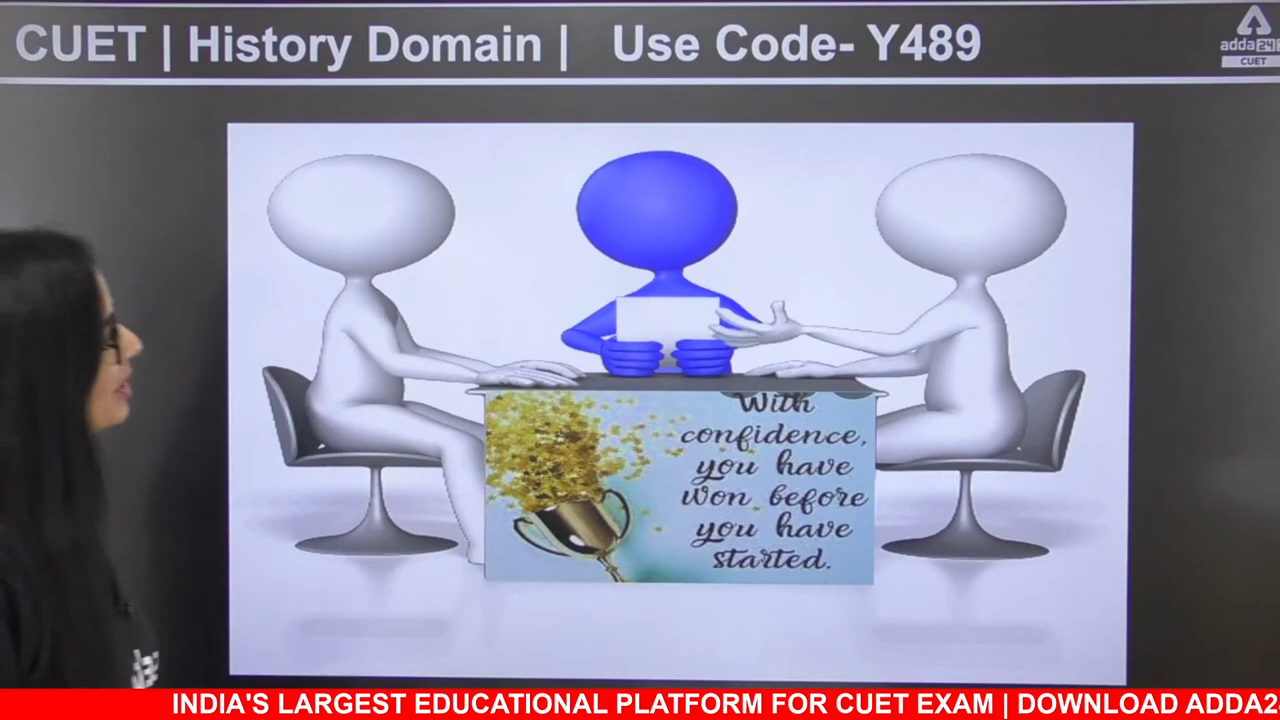 CUET | History Domain | Use Code- Y489
adda24
CUET
With
confidence,
you have
won before
you have
started.
INDIA'S LARGEST EDUCATIONAL PLATFORM FOR CUET EXAM | DOWNLOAD ADDA2